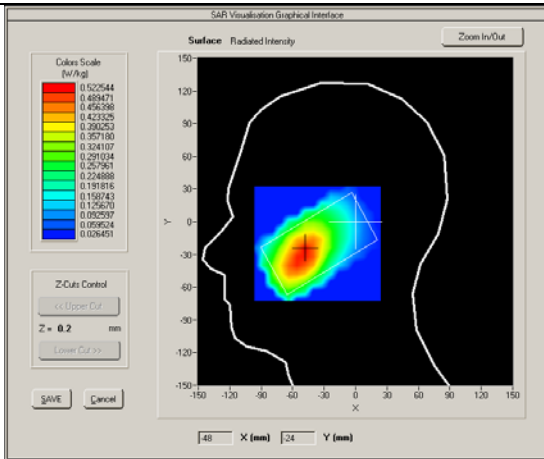 SAR Visualisation Graphical Interface
Surface Radiated Intensity
Zoom In/Out
Colors Scale
(W/kg)
0.522544
0.489471
0.456398
0.423325
0.390253
0.357180
0.324107
0.291034
0.257961
0.224888
0.191816
0.158743
0.125670
0.092597
0.059524
0.026451
Z-Cuts Control
<< Upper Cut
Z = 0.2 mm
Lower Cut >>
SAVE Cancel
150
120
90
60
30
0
-30
-60
-90
-120
-150
Y
-150 -120 -90 -60 -30 0 30 60 90 120 150
X
-48 X (mm) -24 Y (mm)